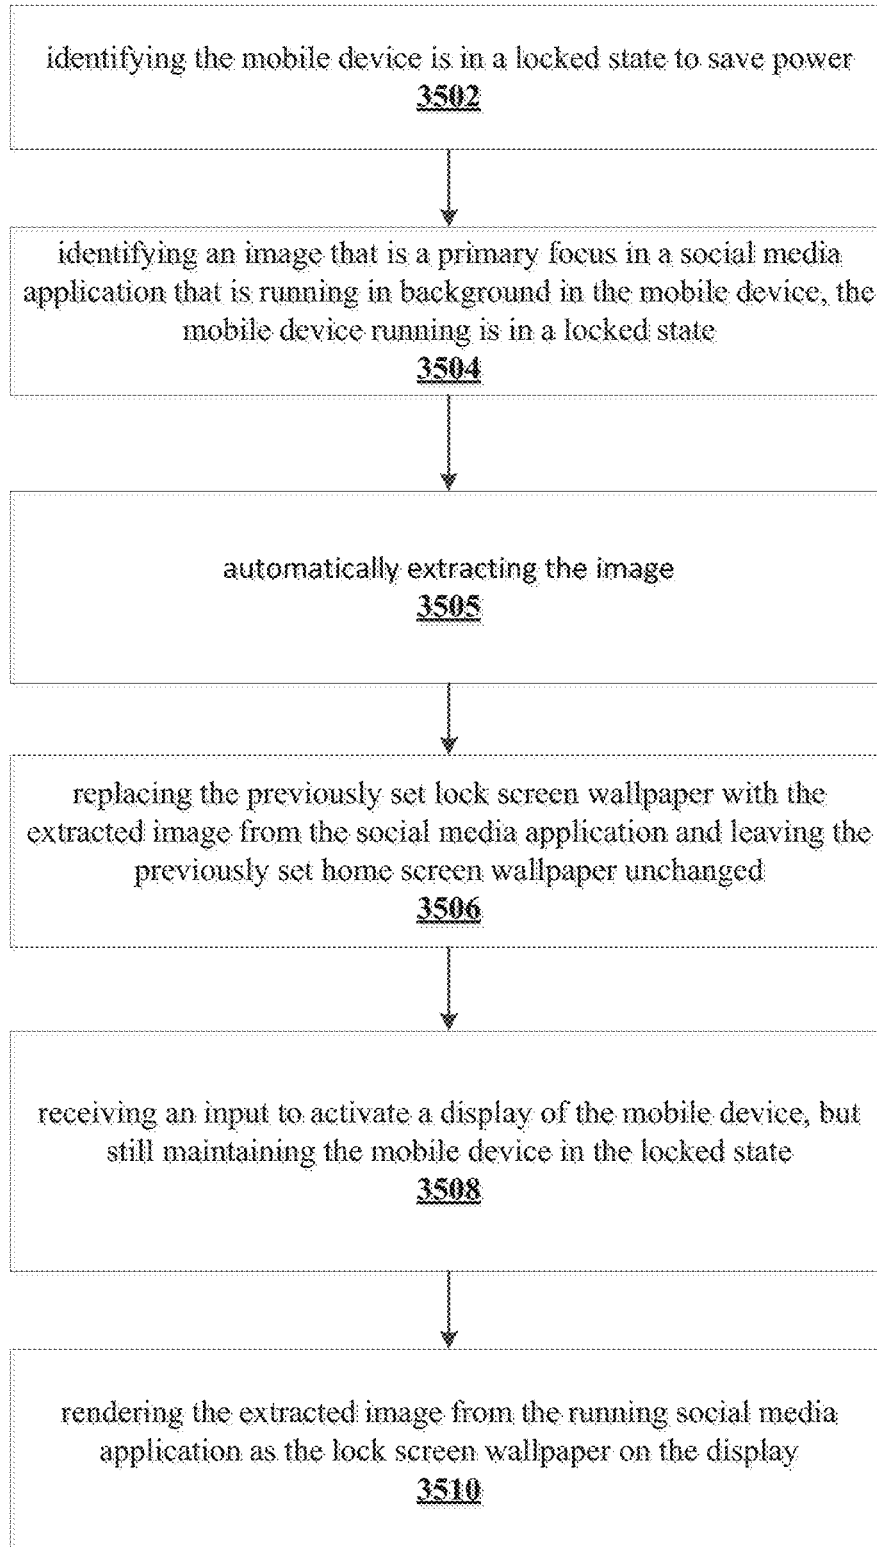 identifying the mobile device is in a locked state to save power
3502
identifying an image that is a primary focus in a social media
application that is running in background in the mobile device, the
mobile device running is in a locked state
3504
automatically extracting the image
3505
replacing the previously set lock screen wallpaper with the
extracted image from the social media application and leaving the
previously set home screen wallpaper unchanged
3506
receiving an input to activate a display of the mobile device, but
still maintaining the mobile device in the locked state
3508
rendering the extracted image from the running social media
application as the lock screen wallpaper on the display
3510